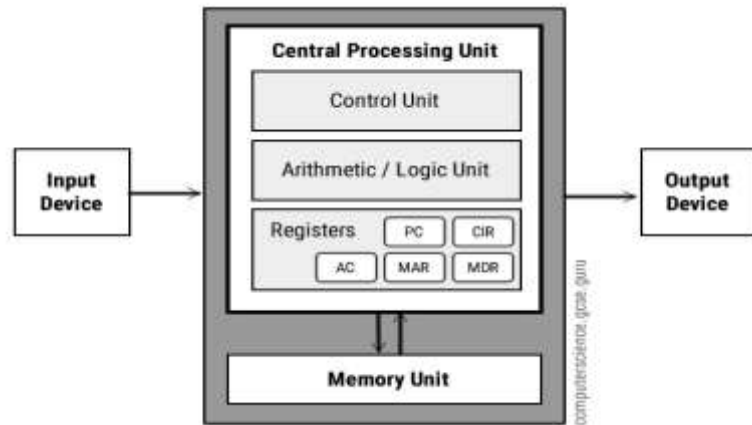 Central Processing Unit
Control Unit
Arithmetic / Logic Unit
Input
Device
Output
Device
Registers
PC
CIR
AC
MAR
MDR
Memory Unit
computerscience.gcse.guru